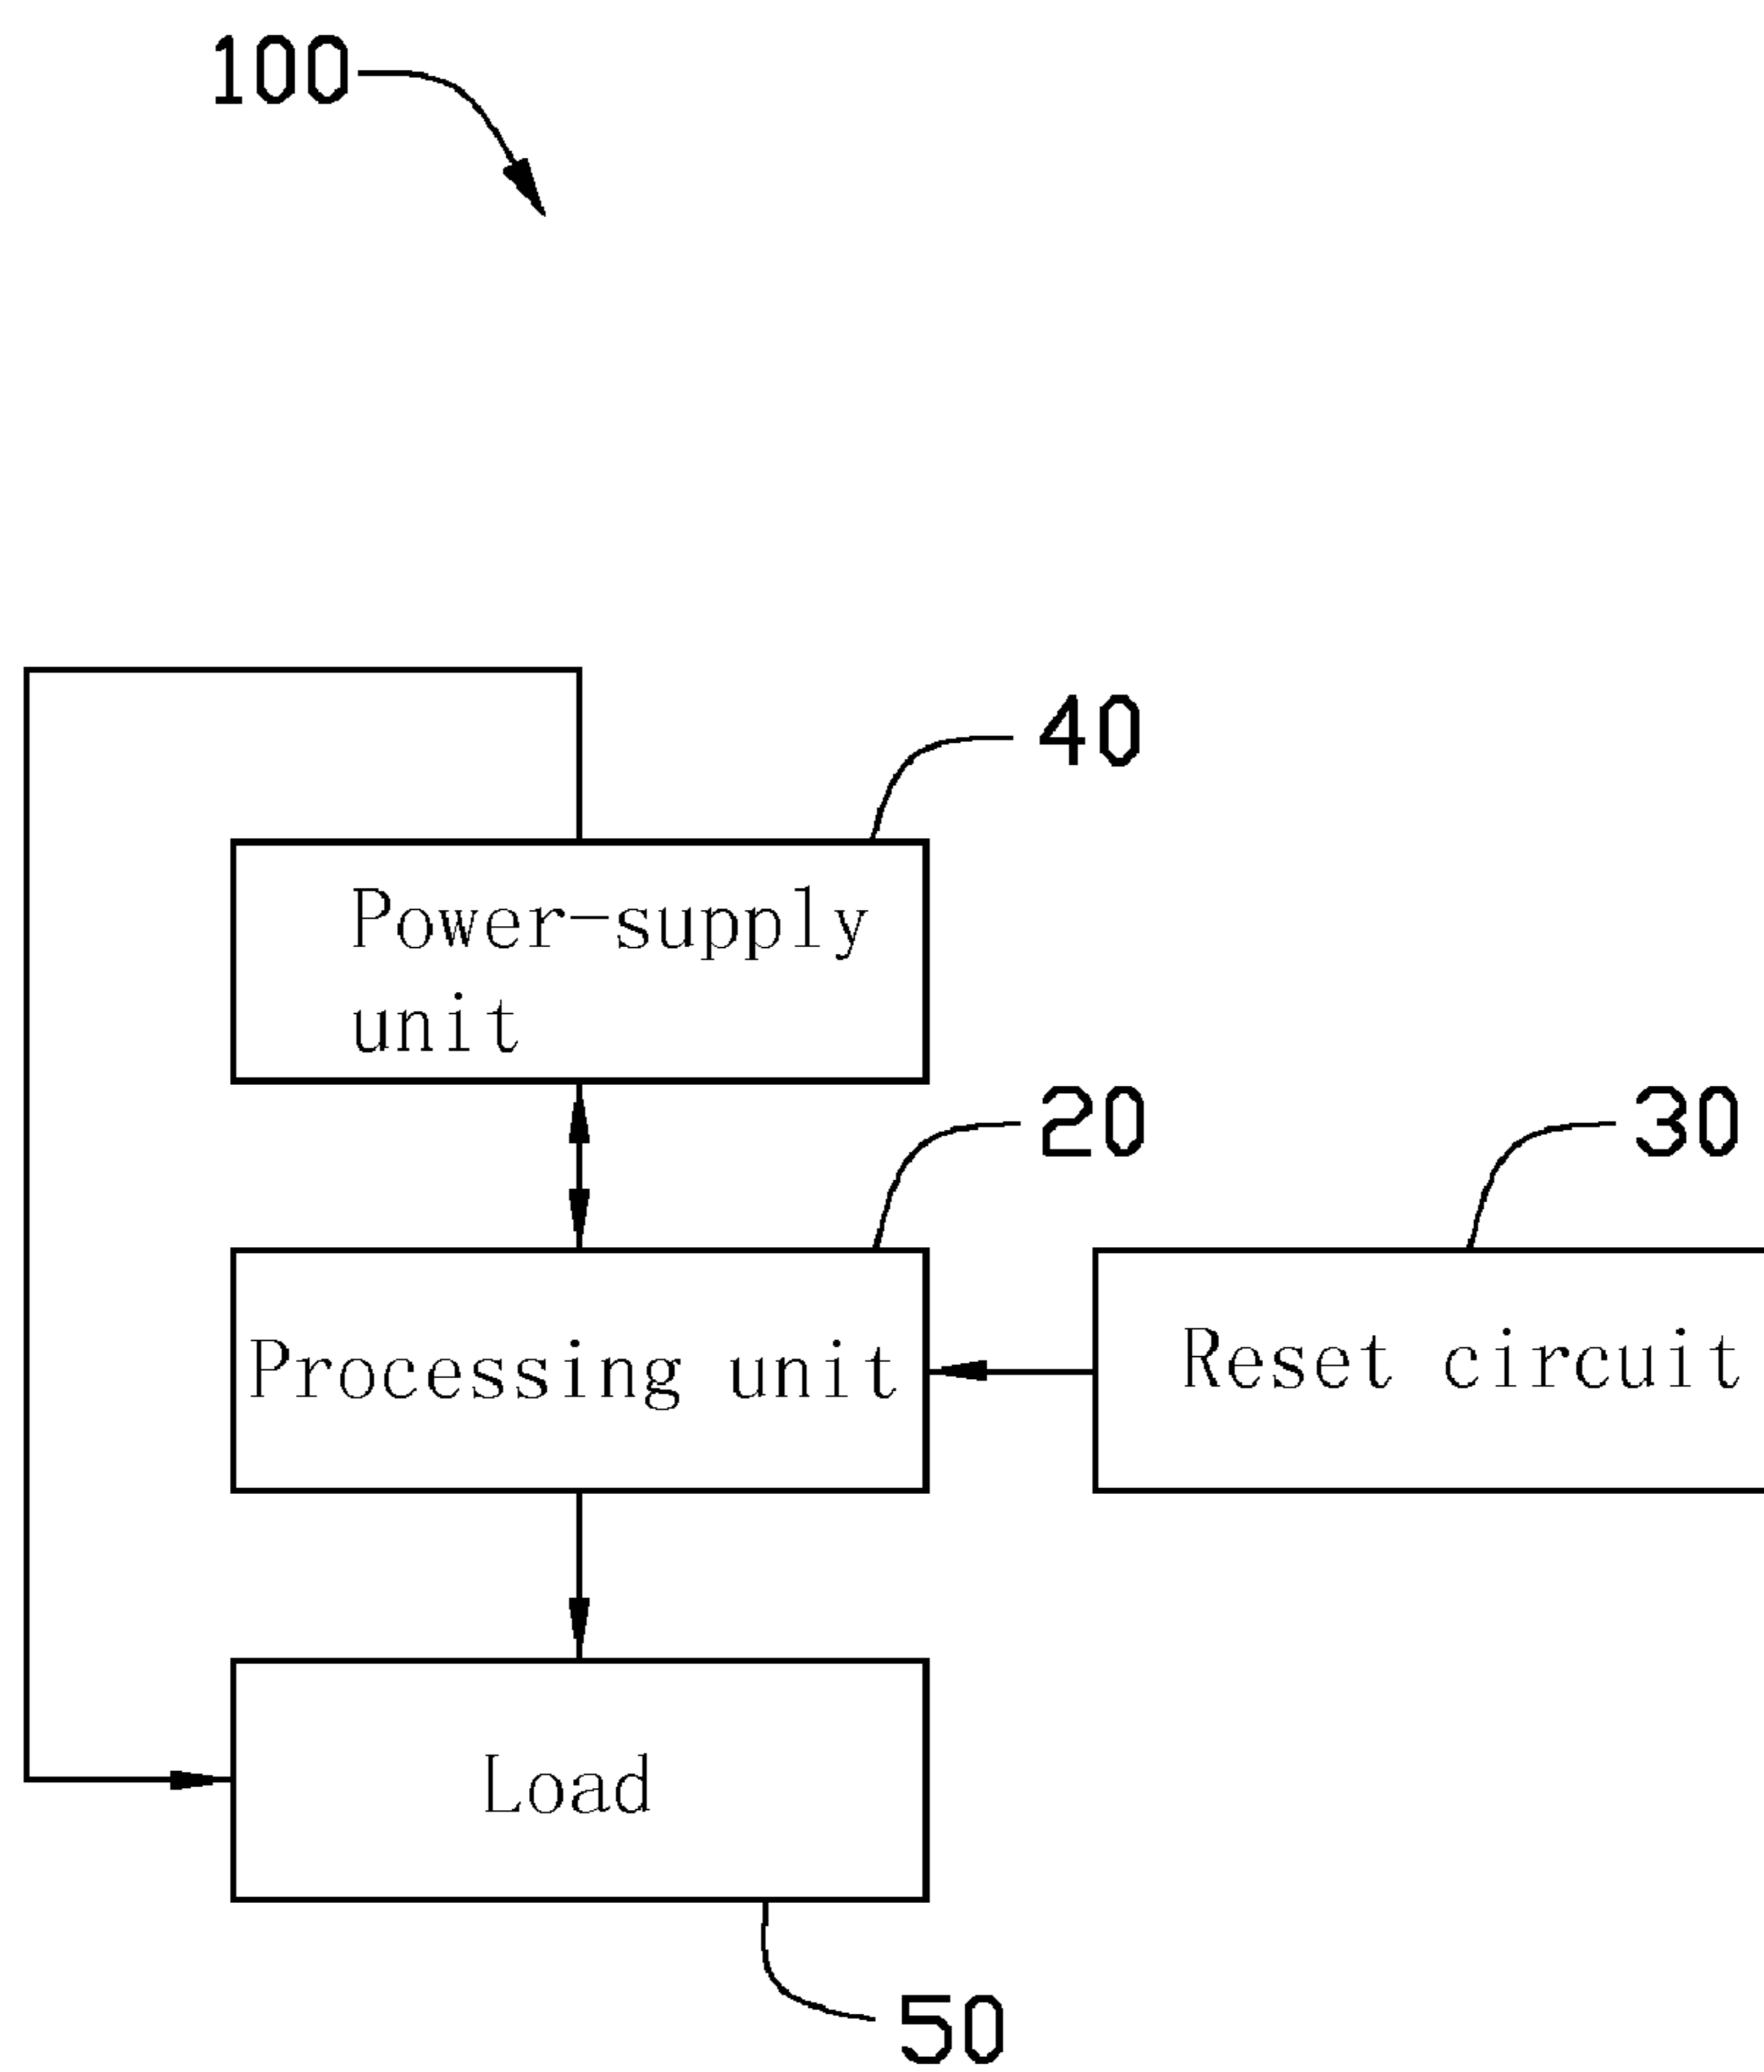 100
40
Power-supply
unit
20
30
Processing unit
Reset circuit
Load
50